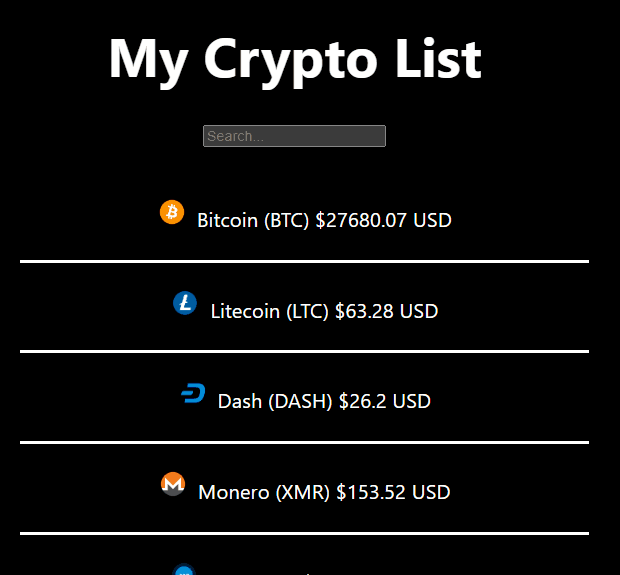 My Crypto List
Search...
Bitcoin (BTC) $27680.07 USD
Litecoin (LTC) $63.28 USD
Dash (DASH) $26.2 USD
Monero (XMR) $153.52 USD